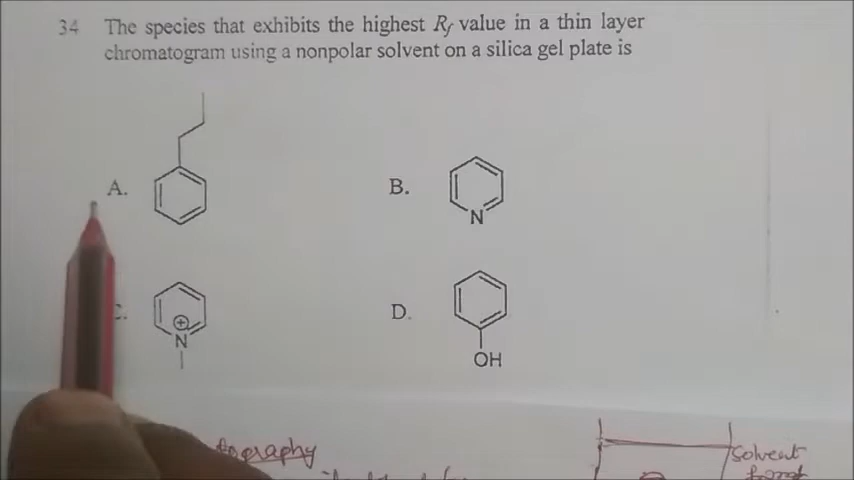 34 The species that exhibits the highest Rf value in a thin layer
chromatogram using a nonpolar solvent on a silica gel plate is
A.
B.
N
C.
N
D.
OH
solvent
front